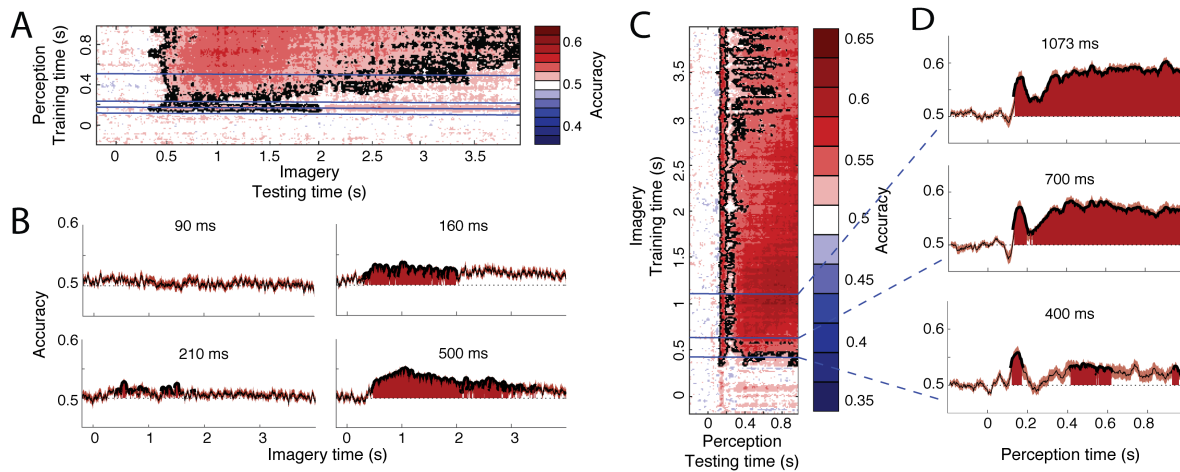 A
Perception
Training time (s)
0.8
0.4
0
0
0.5
1
1.5
2
2.5
3
3.5
Imagery
Testing time (s)
0.6
0.5
0.4
Accuracy
B
Accuracy
0.6
0.5
90 ms
160 ms
0.6
0.5
210 ms
500 ms
0
1
2
3
0
1
2
3
Imagery time (s)
C
Imagery
Training time (s)
3.5
3
2.5
2
1.5
1
0.5
0
0
0.4
0.8
Perception
Testing time (s)
0.65
0.6
0.55
0.5
0.45
0.4
0.35
Accuracy
D
1073 ms
0.6
0.5
700 ms
0.6
0.5
400 ms
0.6
0.5
0
0.2
0.4
0.6
0.8
Perception time (s)